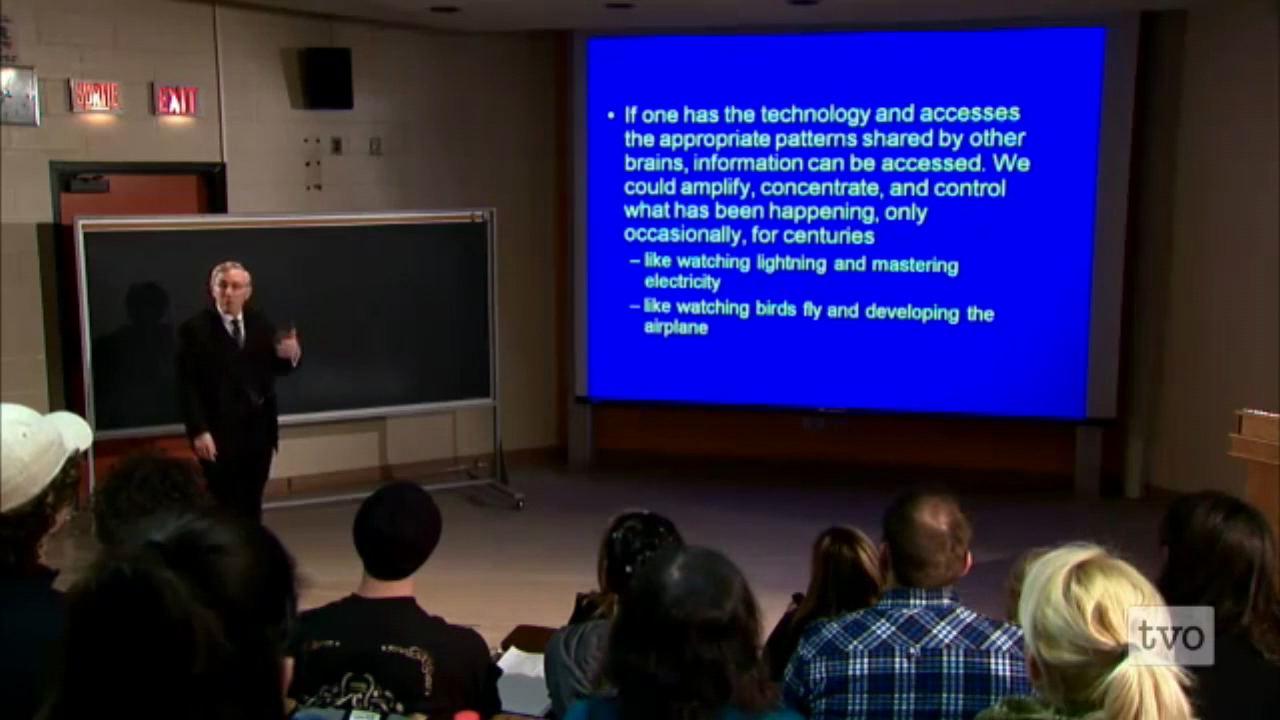 SORTIE
EXIT
• If one has the technology and accesses
the appropriate patterns shared by other
brains, information can be accessed. We
could amplify, concentrate, and control
what has been happening, only
occasionally, for centuries
– like watching lightning and mastering
electricity
– like watching birds fly and developing the
airplane
tvo